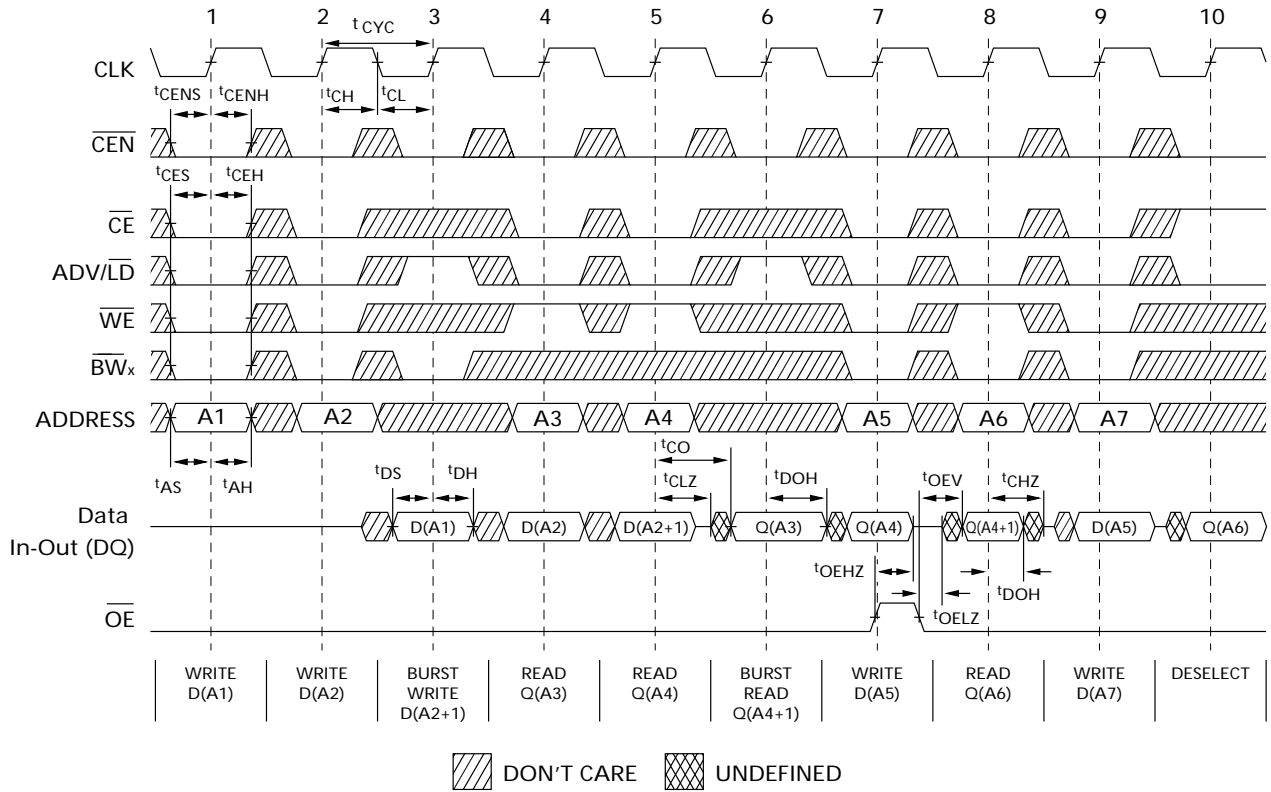 1 2 3 4 5 6 7 8 9 10
tCYC
CLK
tCENS tCENH tCH tCL
CEN
tCES tCEH
CE
ADV/LD
WE
BWx
ADDRESS A1 A2 A3 A4 A5 A6 A7
tCO
tAS tAH tDS tDH tCLZ tDOH tOEV tCHZ
Data
In-Out (DQ)
D(A1) D(A2) D(A2+1) Q(A3) Q(A4) Q(A4+1) D(A5) Q(A6)
tOEHZ tDOH
tOELZ
OE
WRITE
D(A1)
WRITE
D(A2)
BURST
WRITE
D(A2+1)
READ
Q(A3)
READ
Q(A4)
BURST
READ
Q(A4+1)
WRITE
D(A5)
READ
Q(A6)
WRITE
D(A7)
DESELECT
DON'T CARE UNDEFINED